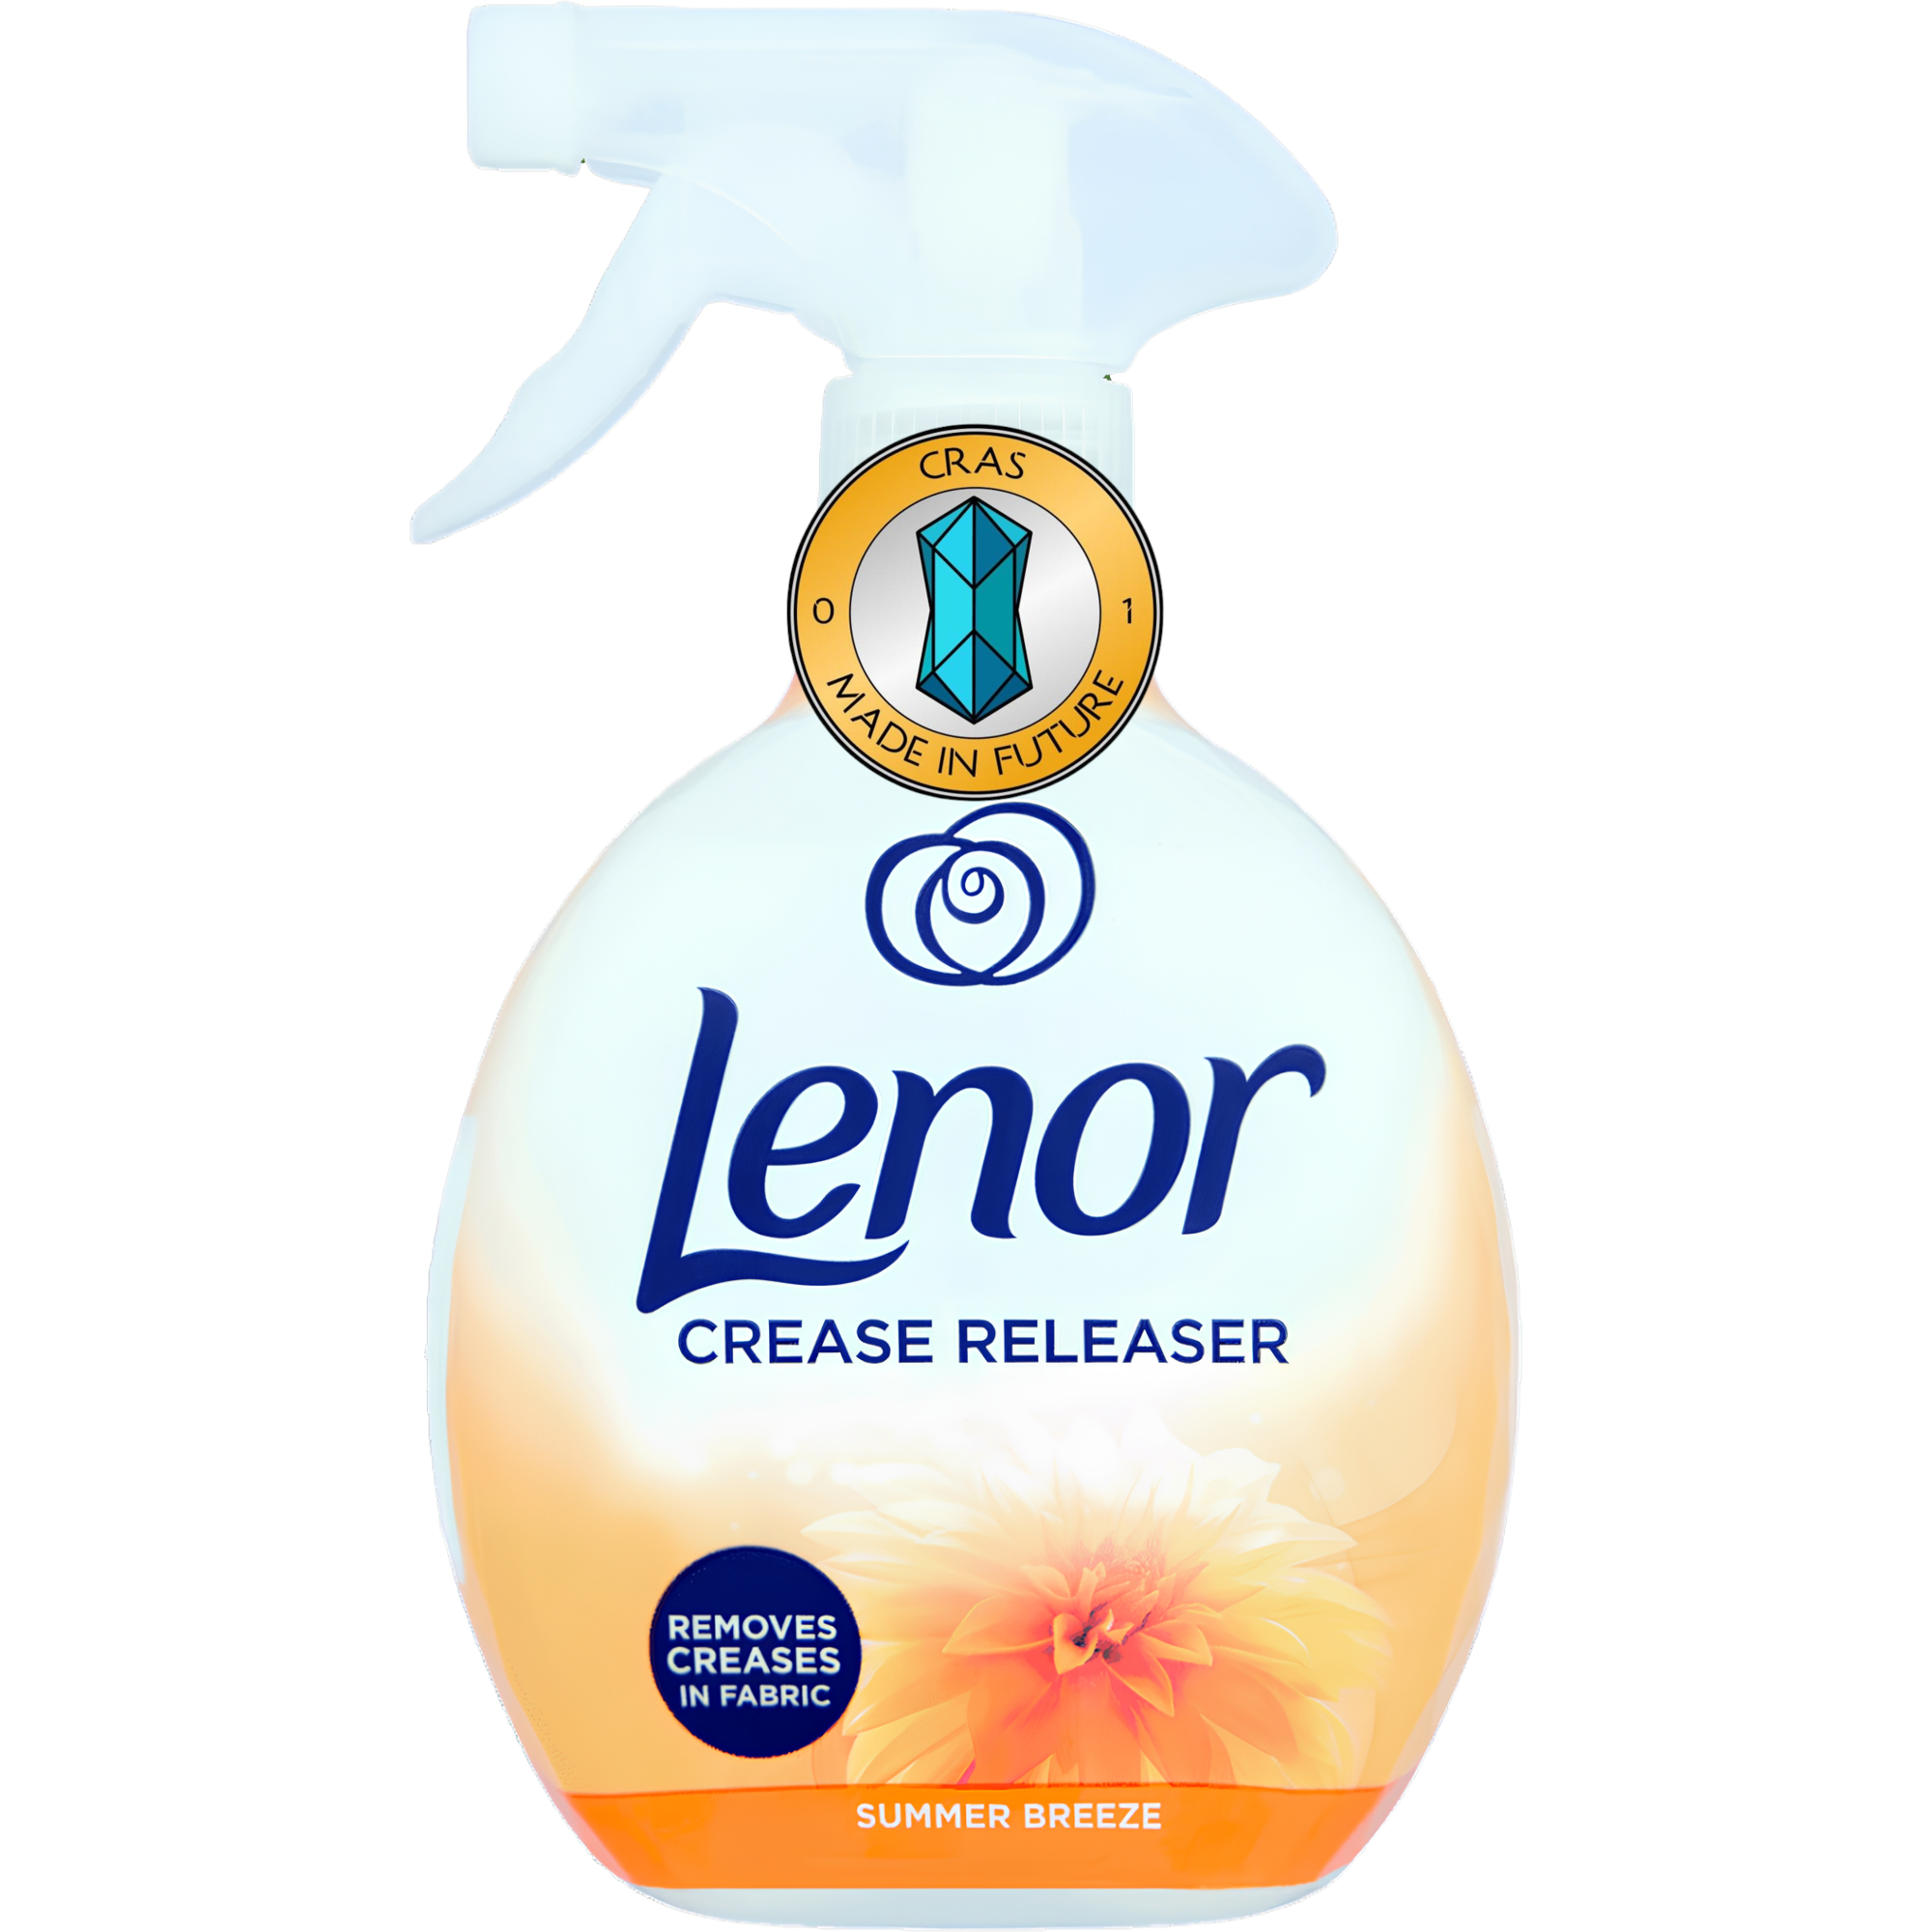 CRAS
0 1
MADE IN FUTURE
Lenor
CREASE RELEASER
REMOVES
CREASES
IN FABRIC
SUMMER BREEZE